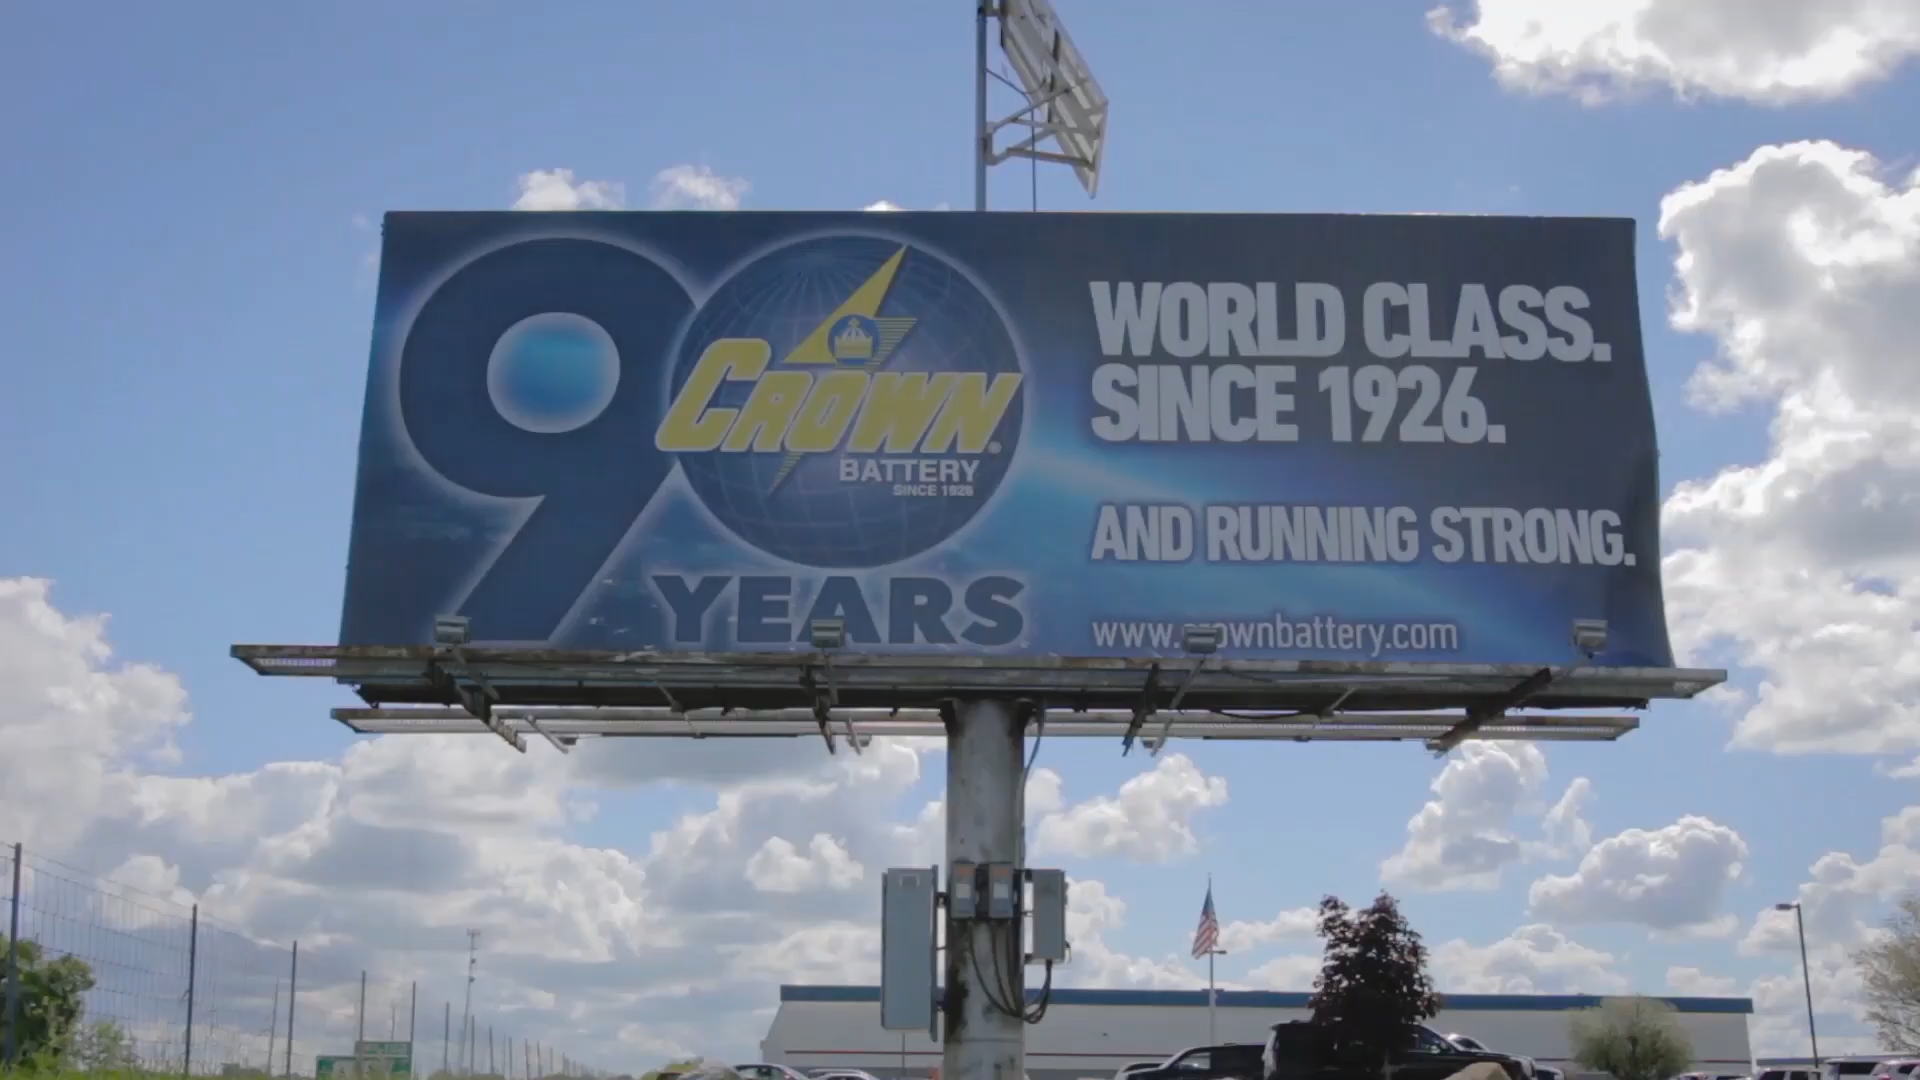 90
CROWN®
BATTERY
SINCE 1926
YEARS
WORLD CLASS.
SINCE 1926.
AND RUNNING STRONG.
www.crownbattery.com